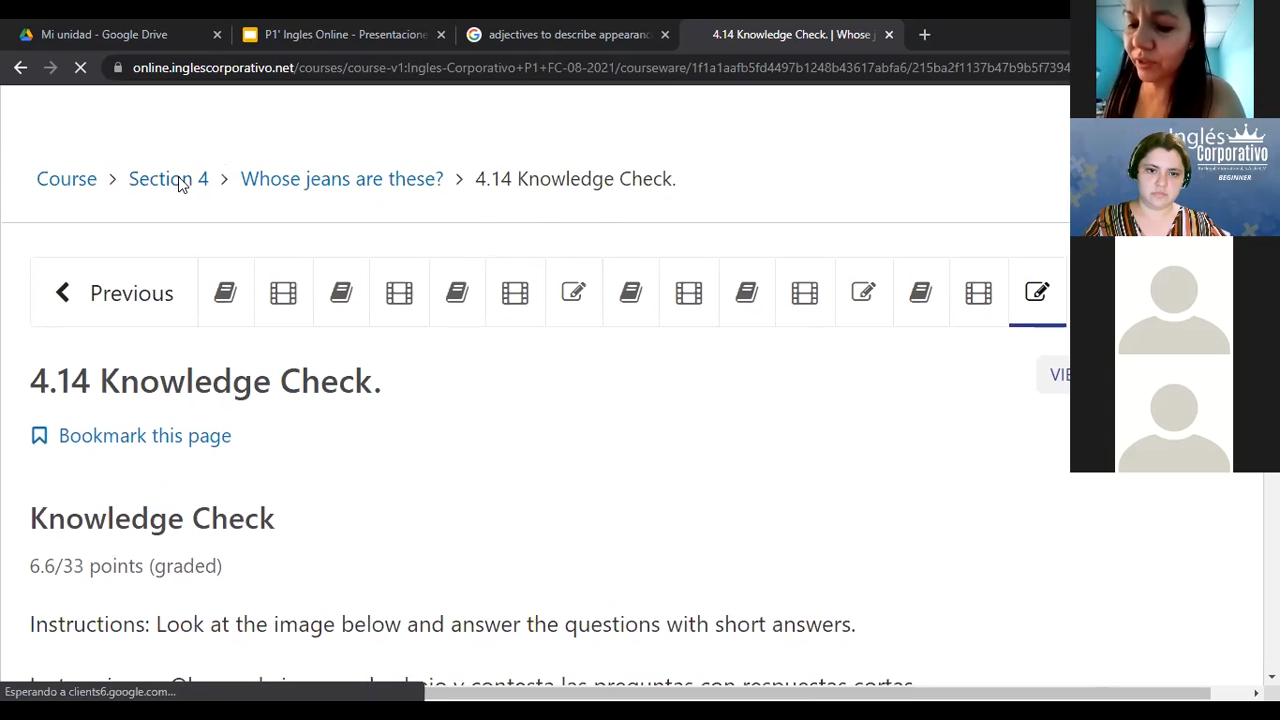 Mi unidad - Google Drive
P1' Ingles Online - Presentacione
adjectives to describe appearanc
4.14 Knowledge Check. | Whose j
online.inglescorporativo.net/courses/course-v1:Ingles-Corporativo+P1+FC-08-2021/courseware/1f1a1aafb5fd4497b1248b43617abfa6/215ba2f1137b47b9b5f7394
Inglés
Corporativo
BEGINNER
Course > Section 4 > Whose jeans are these? > 4.14 Knowledge Check.
Previous
4.14 Knowledge Check.
VIE
Bookmark this page
Knowledge Check
6.6/33 points (graded)
Instructions: Look at the image below and answer the questions with short answers.
Esperando a clients6.google.com...